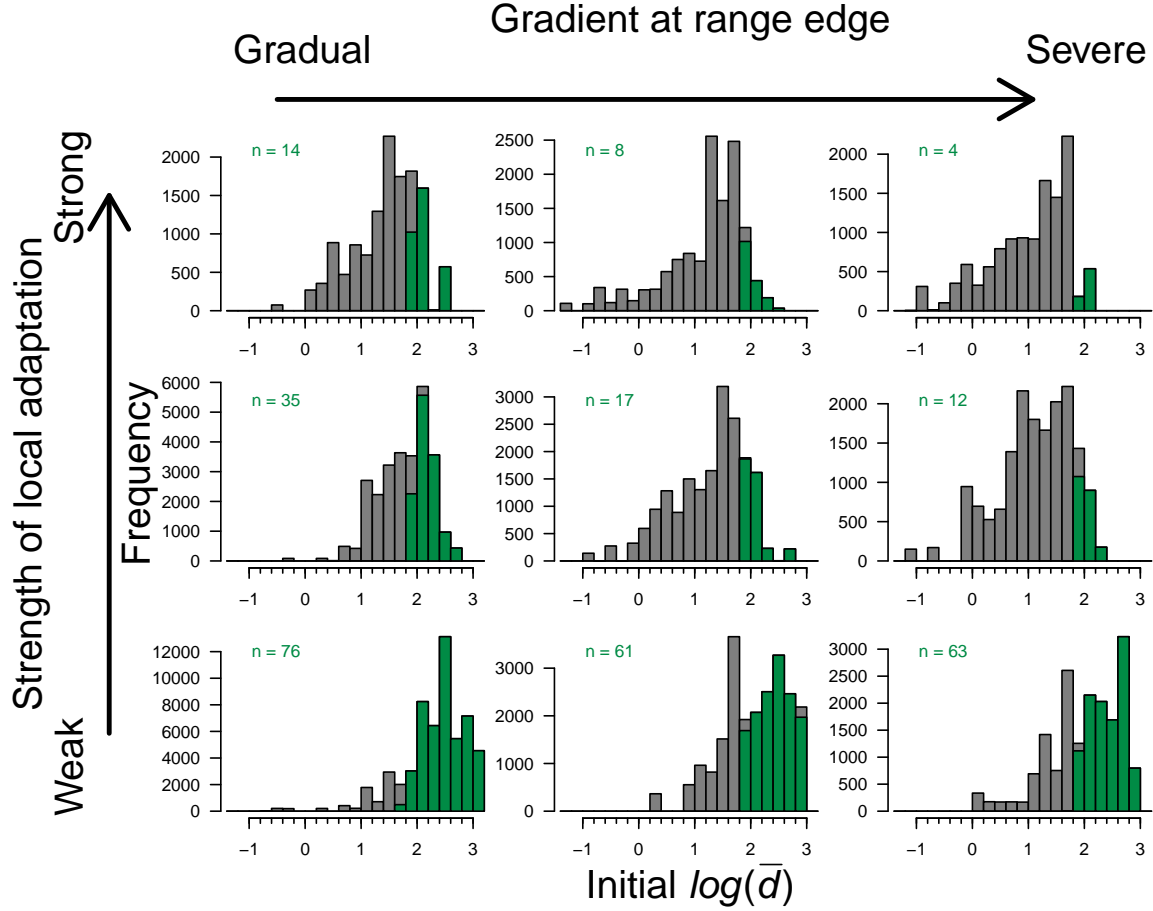 Gradient at range edge
Gradual
Severe
Strong
Strength of local adaptation
Weak
Frequency
n = 14
2000
1500
1000
500
0
−1 0 1 2 3
n = 8
2500
2000
1500
1000
500
0
−1 0 1 2 3
n = 4
2000
1500
1000
500
0
−1 0 1 2 3
n = 35
6000
5000
4000
3000
2000
1000
0
−1 0 1 2 3
n = 17
3000
2500
2000
1500
1000
500
0
−1 0 1 2 3
n = 12
2000
1500
1000
500
0
−1 0 1 2 3
n = 76
12000
10000
8000
6000
4000
2000
0
−1 0 1 2 3
n = 61
3000
2000
1000
0
−1 0 1 2 3
n = 63
3000
2500
2000
1500
1000
500
0
−1 0 1 2 3
Initial log(d̅)